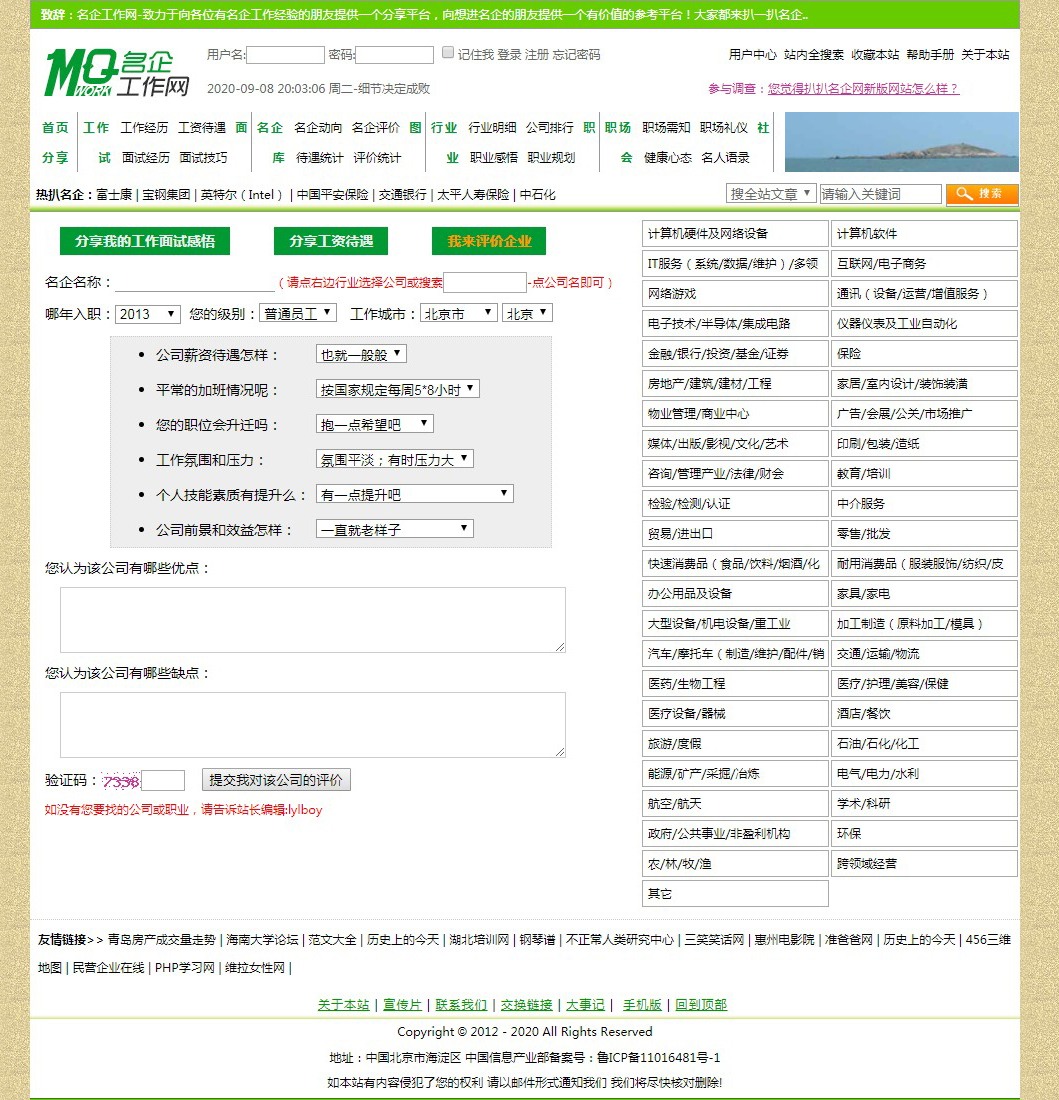 致辞：名企工作网-致力于向各位有名企工作经验的朋友提供一个分享平台，向想进名企的朋友提供一个有价值的参考平台！大家都来扒一扒名企..
MQ WORK 名企
工作网
用户名: 密码: 记住我 登录 注册 忘记密码
用户中心 站内全搜索 收藏本站 帮助手册 关于本站
2020-09-08 20:03:06 周二-细节决定成败
参与调查：您觉得扒扒名企网新版网站怎么样？
首页 工作 工作经历 工资待遇 面 名企 名企动向 名企评价 图 行业 行业明细 公司排行 职 职场 职场需知 职场礼仪 社
分享 试 面试经历 面试技巧 库 待遇统计 评价统计 业 职业感悟 职业规划 会 健康心态 名人语录
热扒名企：富士康 | 宝钢集团 | 英特尔（Intel ） | 中国平安保险 | 交通银行 | 太平人寿保险 | 中石化
搜全站文章 请输入关键词 搜索
分享我的工作面试感悟 分享工资待遇 我来评价企业
名企名称：（请点右边行业选择公司或搜索 -点公司名即可 ）
哪年入职：2013 您的级别：普通员工 工作城市：北京市 北京
公司薪资待遇怎样： 也就一般般
平常的加班情况呢： 按国家规定每周5*8小时
您的职位会升迁吗： 抱一点希望吧
工作氛围和压力： 氛围平淡；有时压力大
个人技能素质有提升么： 有一点提升吧
公司前景和效益怎样： 一直就老样子
您认为该公司有哪些优点：
您认为该公司有哪些缺点：
验证码：7338 提交我对该公司的评价
如没有您要找的公司或职业，请告诉站长编辑:lylboy
计算机硬件及网络设备 计算机软件
IT服务（系统/数据/维护）/多领 互联网/电子商务
网络游戏 通讯（设备/运营/增值服务 ）
电子技术/半导体/集成电路 仪器仪表及工业自动化
金融/银行/投资/基金/证券 保险
房地产/建筑/建材/工程 家居/室内设计/装饰装潢
物业管理/商业中心 广告/会展/公关/市场推广
媒体/出版/影视/文化/艺术 印刷/包装/造纸
咨询/管理产业/法律/财会 教育/培训
检验/检测/认证 中介服务
贸易/进出口 零售/批发
快速消费品（食品/饮料/烟酒/化 耐用消费品（服装服饰/纺织/皮
办公用品及设备 家具/家电
大型设备/机电设备/重工业 加工制造（原料加工/模具 ）
汽车/摩托车（制造/维护/配件/销 交通/运输/物流
医药/生物工程 医疗/护理/美容/保健
医疗设备/器械 酒店/餐饮
旅游/度假 石油/石化/化工
能源/矿产/采掘/冶炼 电气/电力/水利
航空/航天 学术/科研
政府/公共事业/非盈利机构 环保
农/林/牧/渔 跨领域经营
其它
友情链接>> 青岛房产成交量走势 | 海南大学论坛 | 范文大全 | 历史上的今天 | 湖北培训网 | 钢琴谱 | 不正常人类研究中心 | 三笑笑话网 | 惠州电影院 | 准爸爸网 | 历史上的今天 | 456三维
地图 | 民营企业在线 | PHP学习网 | 维拉女性网 |
关于本站 | 宣传片 | 联系我们 | 交换链接 | 大事记 | 手机版 | 回到顶部
Copyright © 2012 - 2020 All Rights Reserved
地址：中国北京市海淀区 中国信息产业部备案号：鲁ICP备11016481号-1
如本站有内容侵犯了您的权利 请以邮件形式通知我们 我们将尽快核对删除!